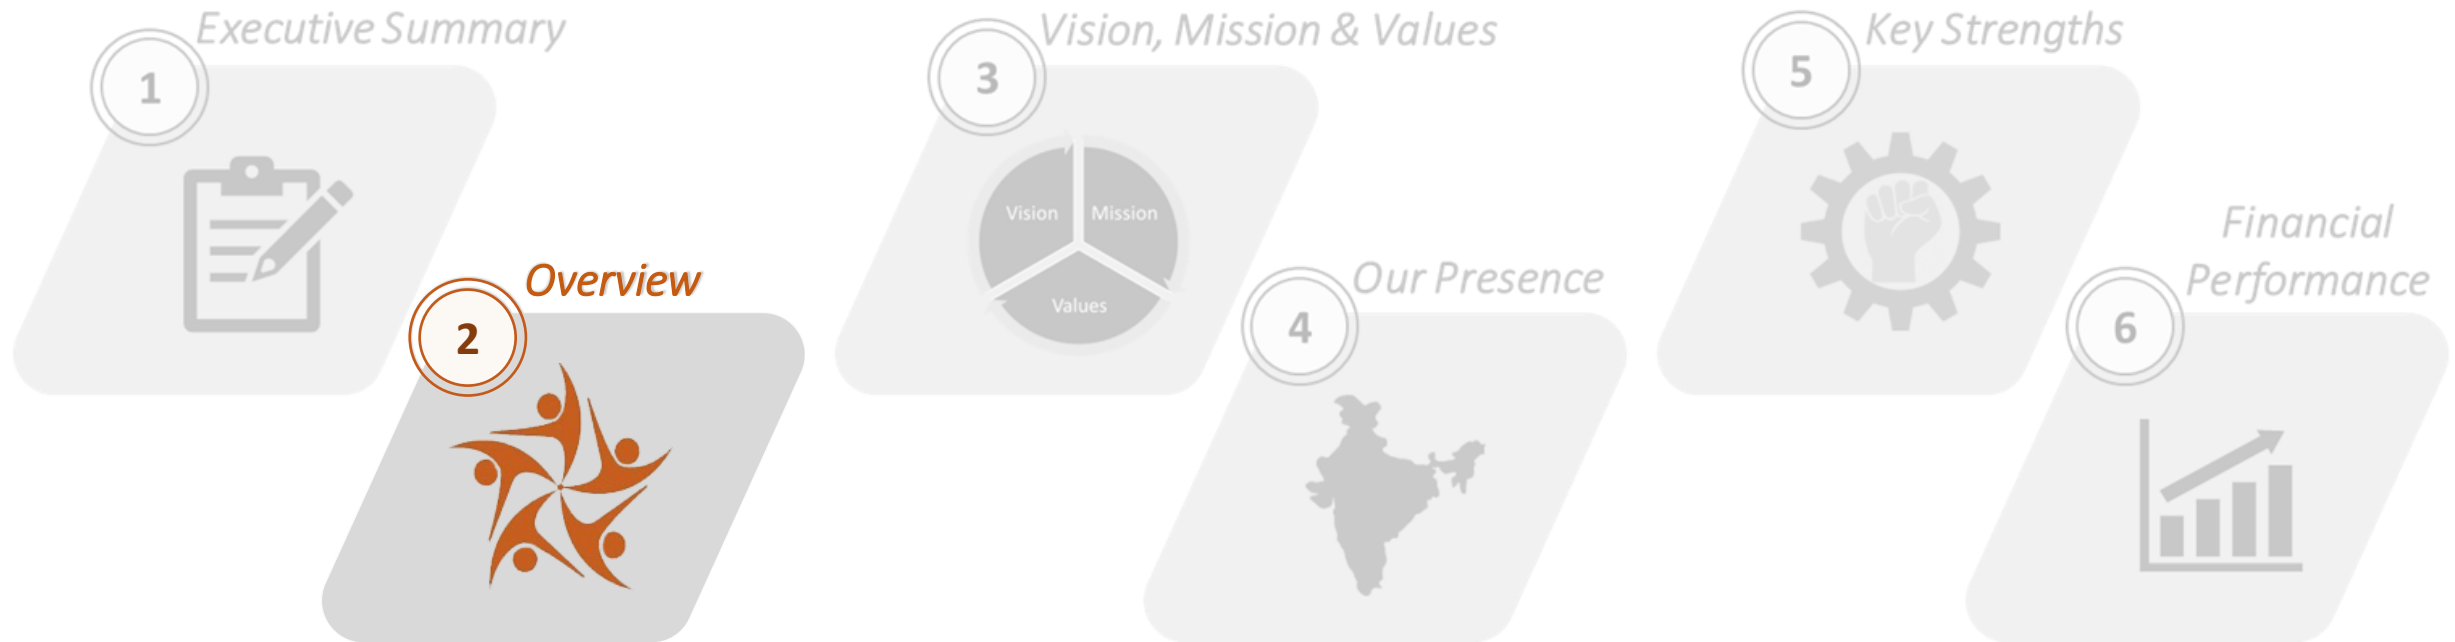 1
Executive Summary
2
Overview
3
Vision, Mission & Values
Vision
Mission
Values
4
Our Presence
5
Key Strengths
6
Financial
Performance